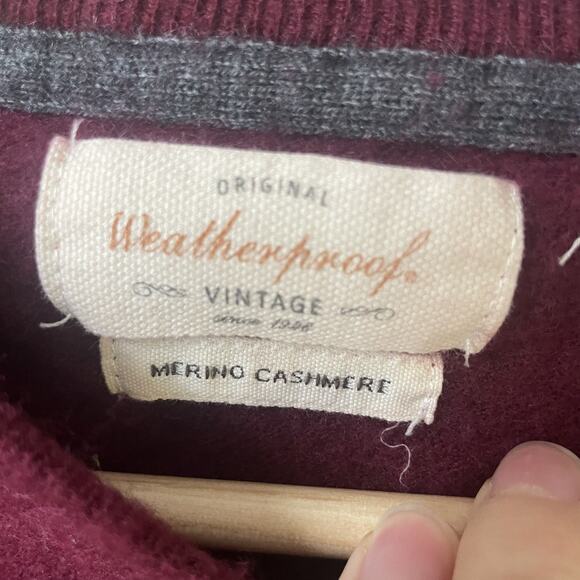 ORIGINAL
Weatherproof®
VINTAGE
since 1948
MERINO CASHMERE